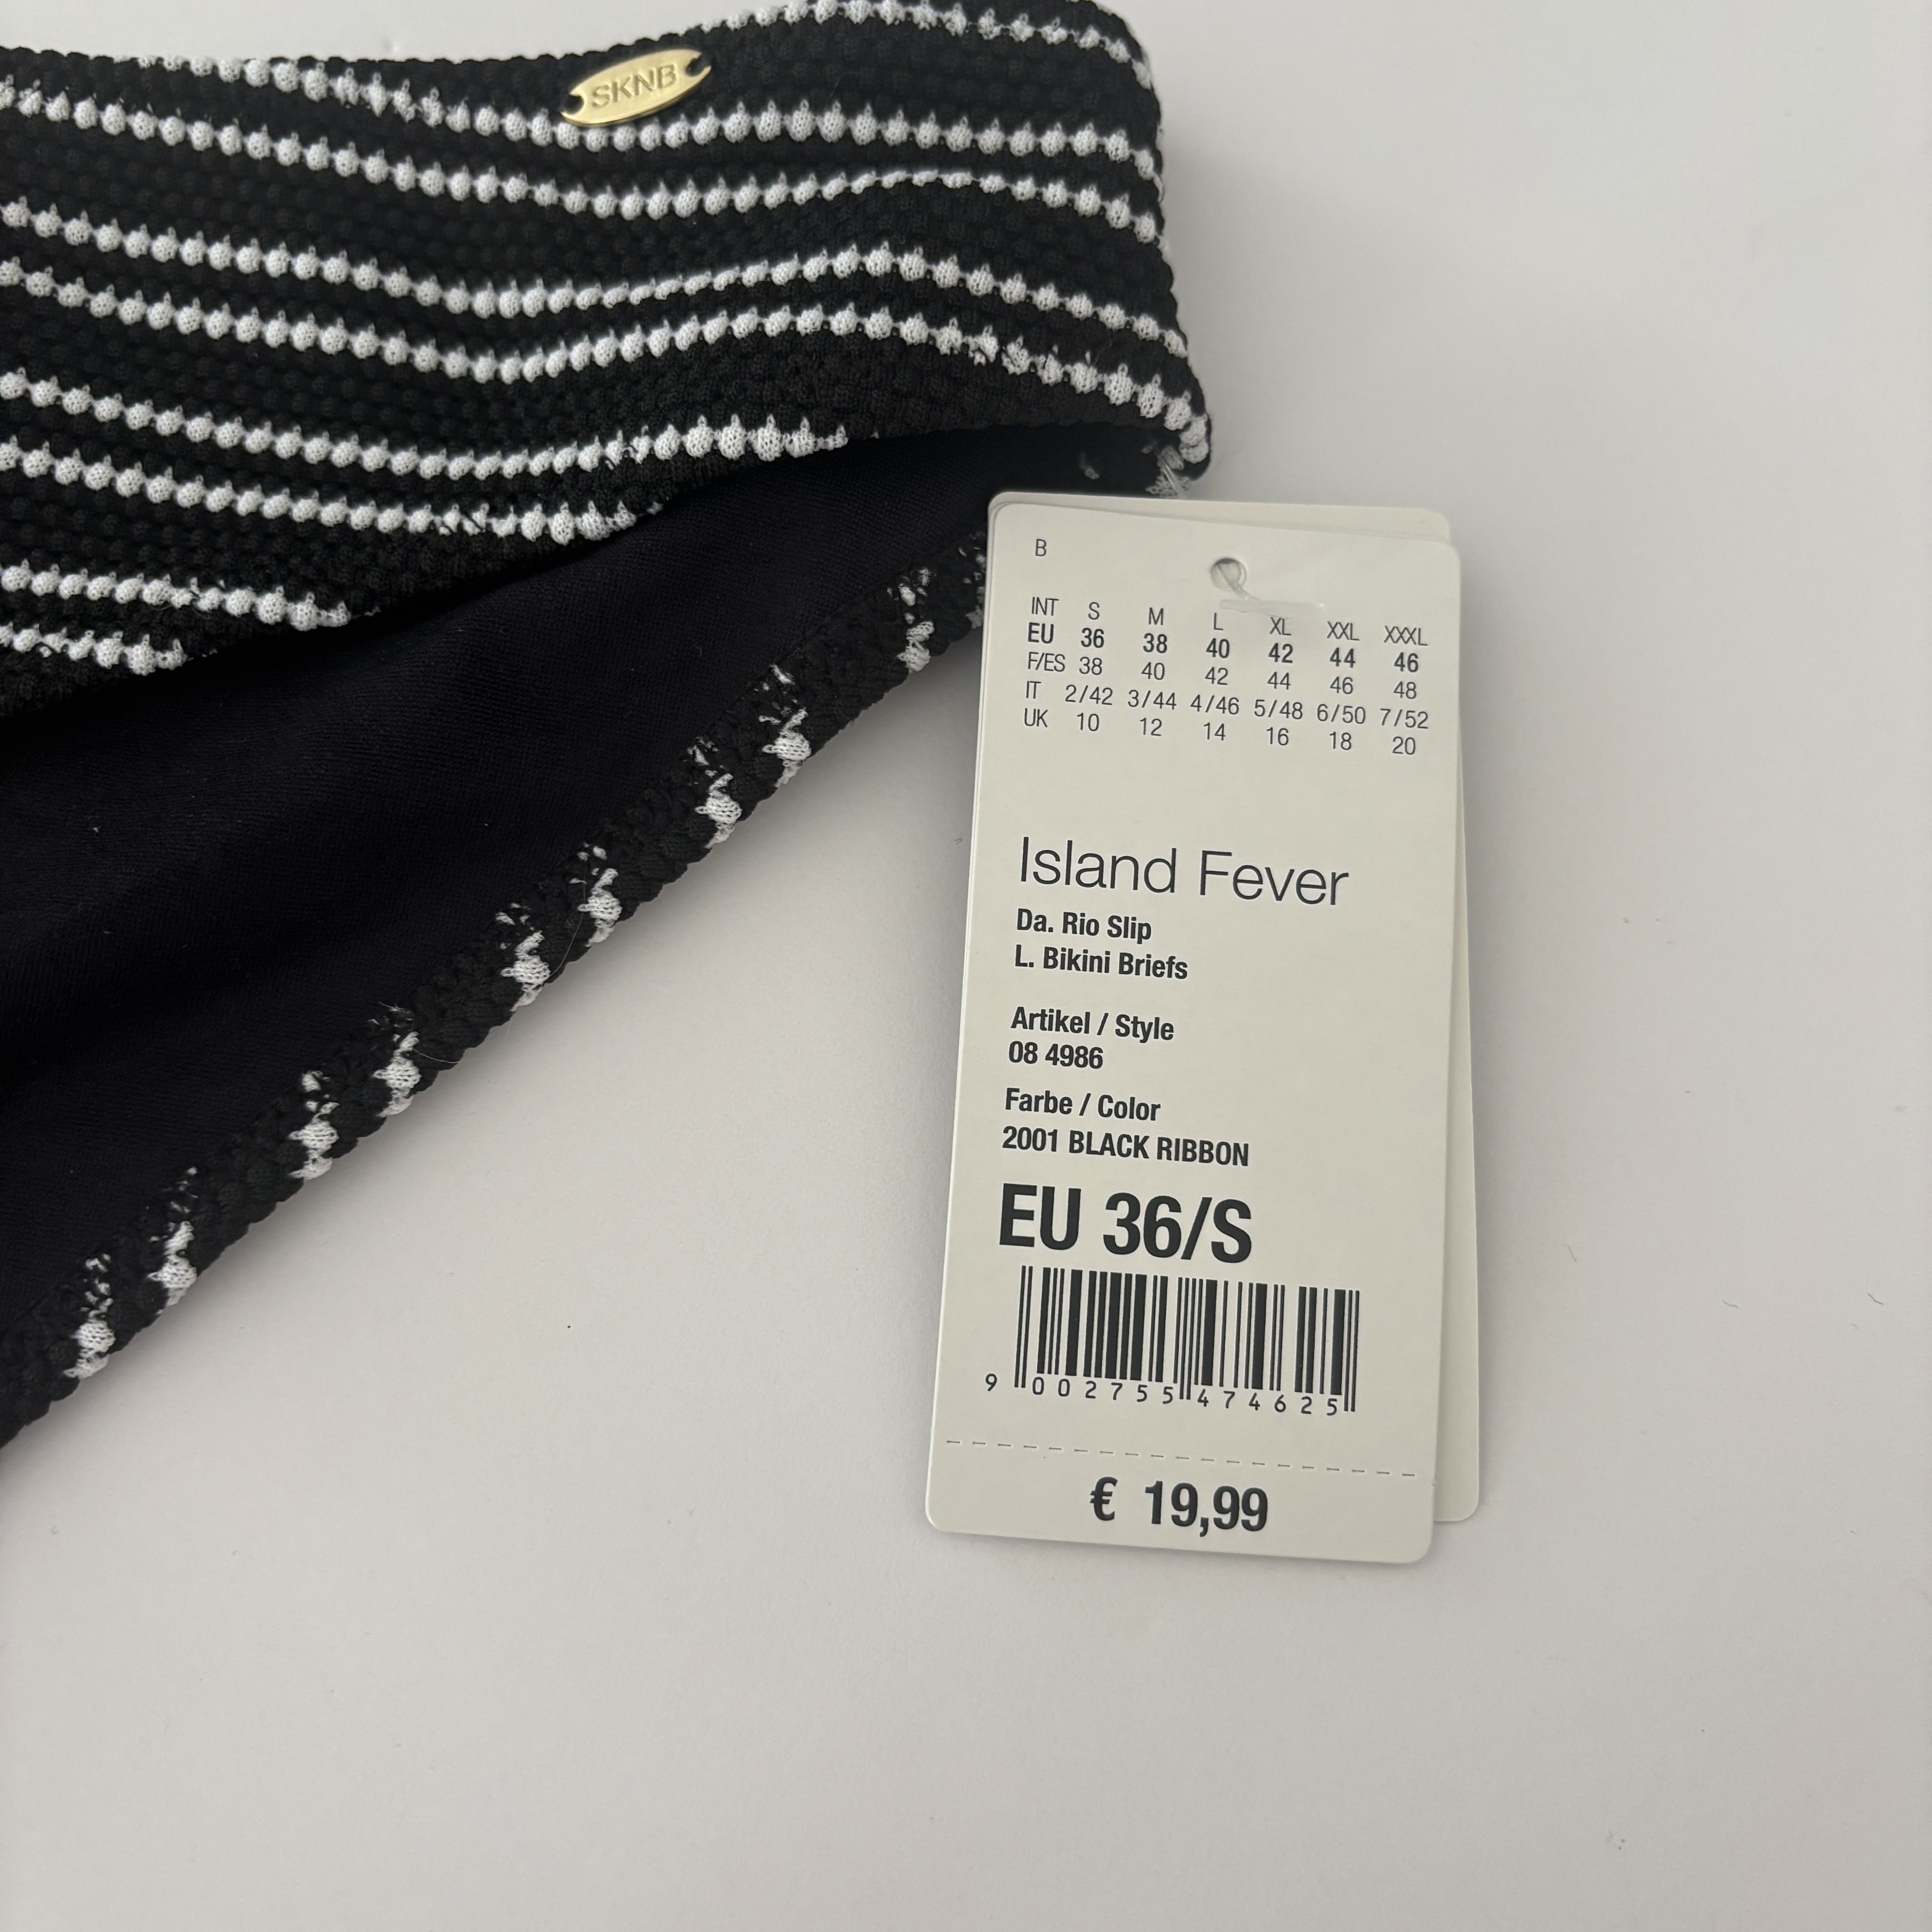 SKNB
B
INT S M L XL XXL XXXL
EU 36 38 40 42 44 46
F/ES 38 40 42 44 46 48
IT 2/42 3/44 4/46 5/48 6/50 7/52
UK 10 12 14 16 18 20
Island Fever
Da. Rio Slip
L. Bikini Briefs
Artikel / Style
08 4986
Farbe / Color
2001 BLACK RIBBON
EU 36/S
9 002755 474625
€ 19,99